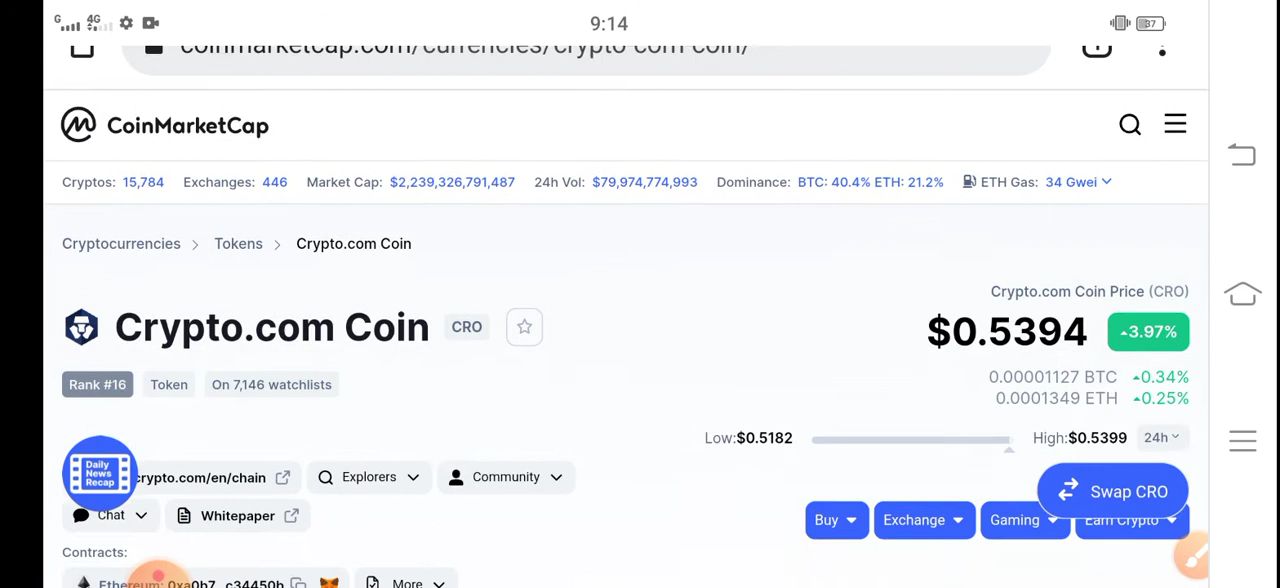 G 4G 9:14 37
coinmarketcap.com/currencies/crypto-com-coin/
CoinMarketCap
Cryptos: 15,784 Exchanges: 446 Market Cap: $2,239,326,791,487 24h Vol: $79,974,774,993 Dominance: BTC: 40.4% ETH: 21.2% ETH Gas: 34 Gwei
Cryptocurrencies > Tokens > Crypto.com Coin
Crypto.com Coin Price (CRO)
Crypto.com Coin CRO $0.5394 3.97%
0.00001127 BTC 0.34%
Rank #16 Token On 7,146 watchlists
0.0001349 ETH 0.25%
Low:$0.5182 High:$0.5399 24h
Daily News Recap
crypto.com/en/chain Explorers Community
Swap CRO
Chat Whitepaper
Buy Exchange Gaming Earn Crypto
Contracts:
Ethereum: 0xa0b7 c34450b More